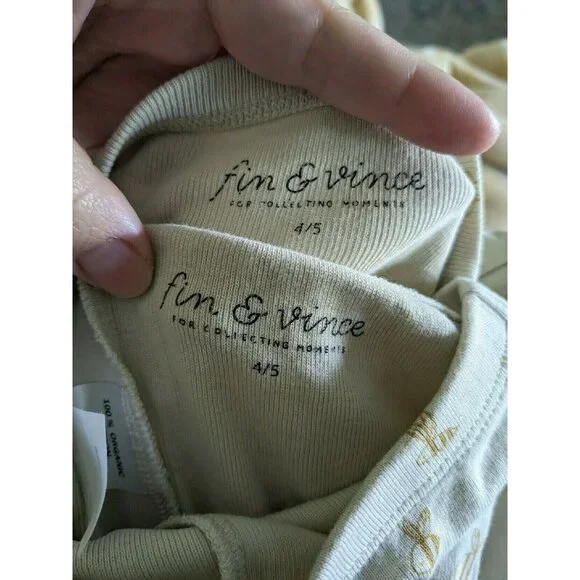 fin & vince
FOR COLLECTING MOMENTS
4/5
fin & vince
FOR COLLECTING MOMENTS
4/5
100% ORGANIC